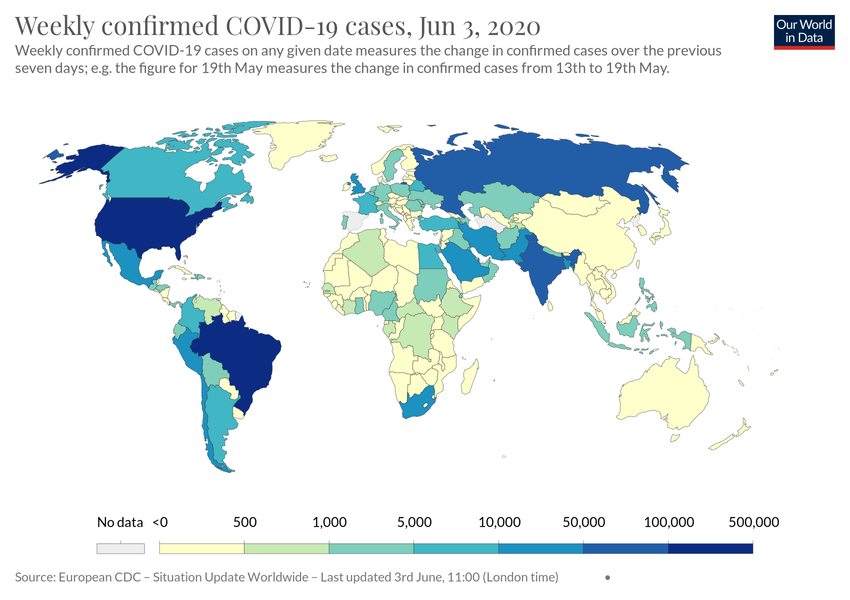 Weekly confirmed COVID-19 cases, Jun 3, 2020
Our World
in Data
Weekly confirmed COVID-19 cases on any given date measures the change in confirmed cases over the previous
seven days; e.g. the figure for 19th May measures the change in confirmed cases from 13th to 19th May.
No data <0 500 1,000 5,000 10,000 50,000 100,000 500,000
Source: European CDC – Situation Update Worldwide – Last updated 3rd June, 11:00 (London time) •